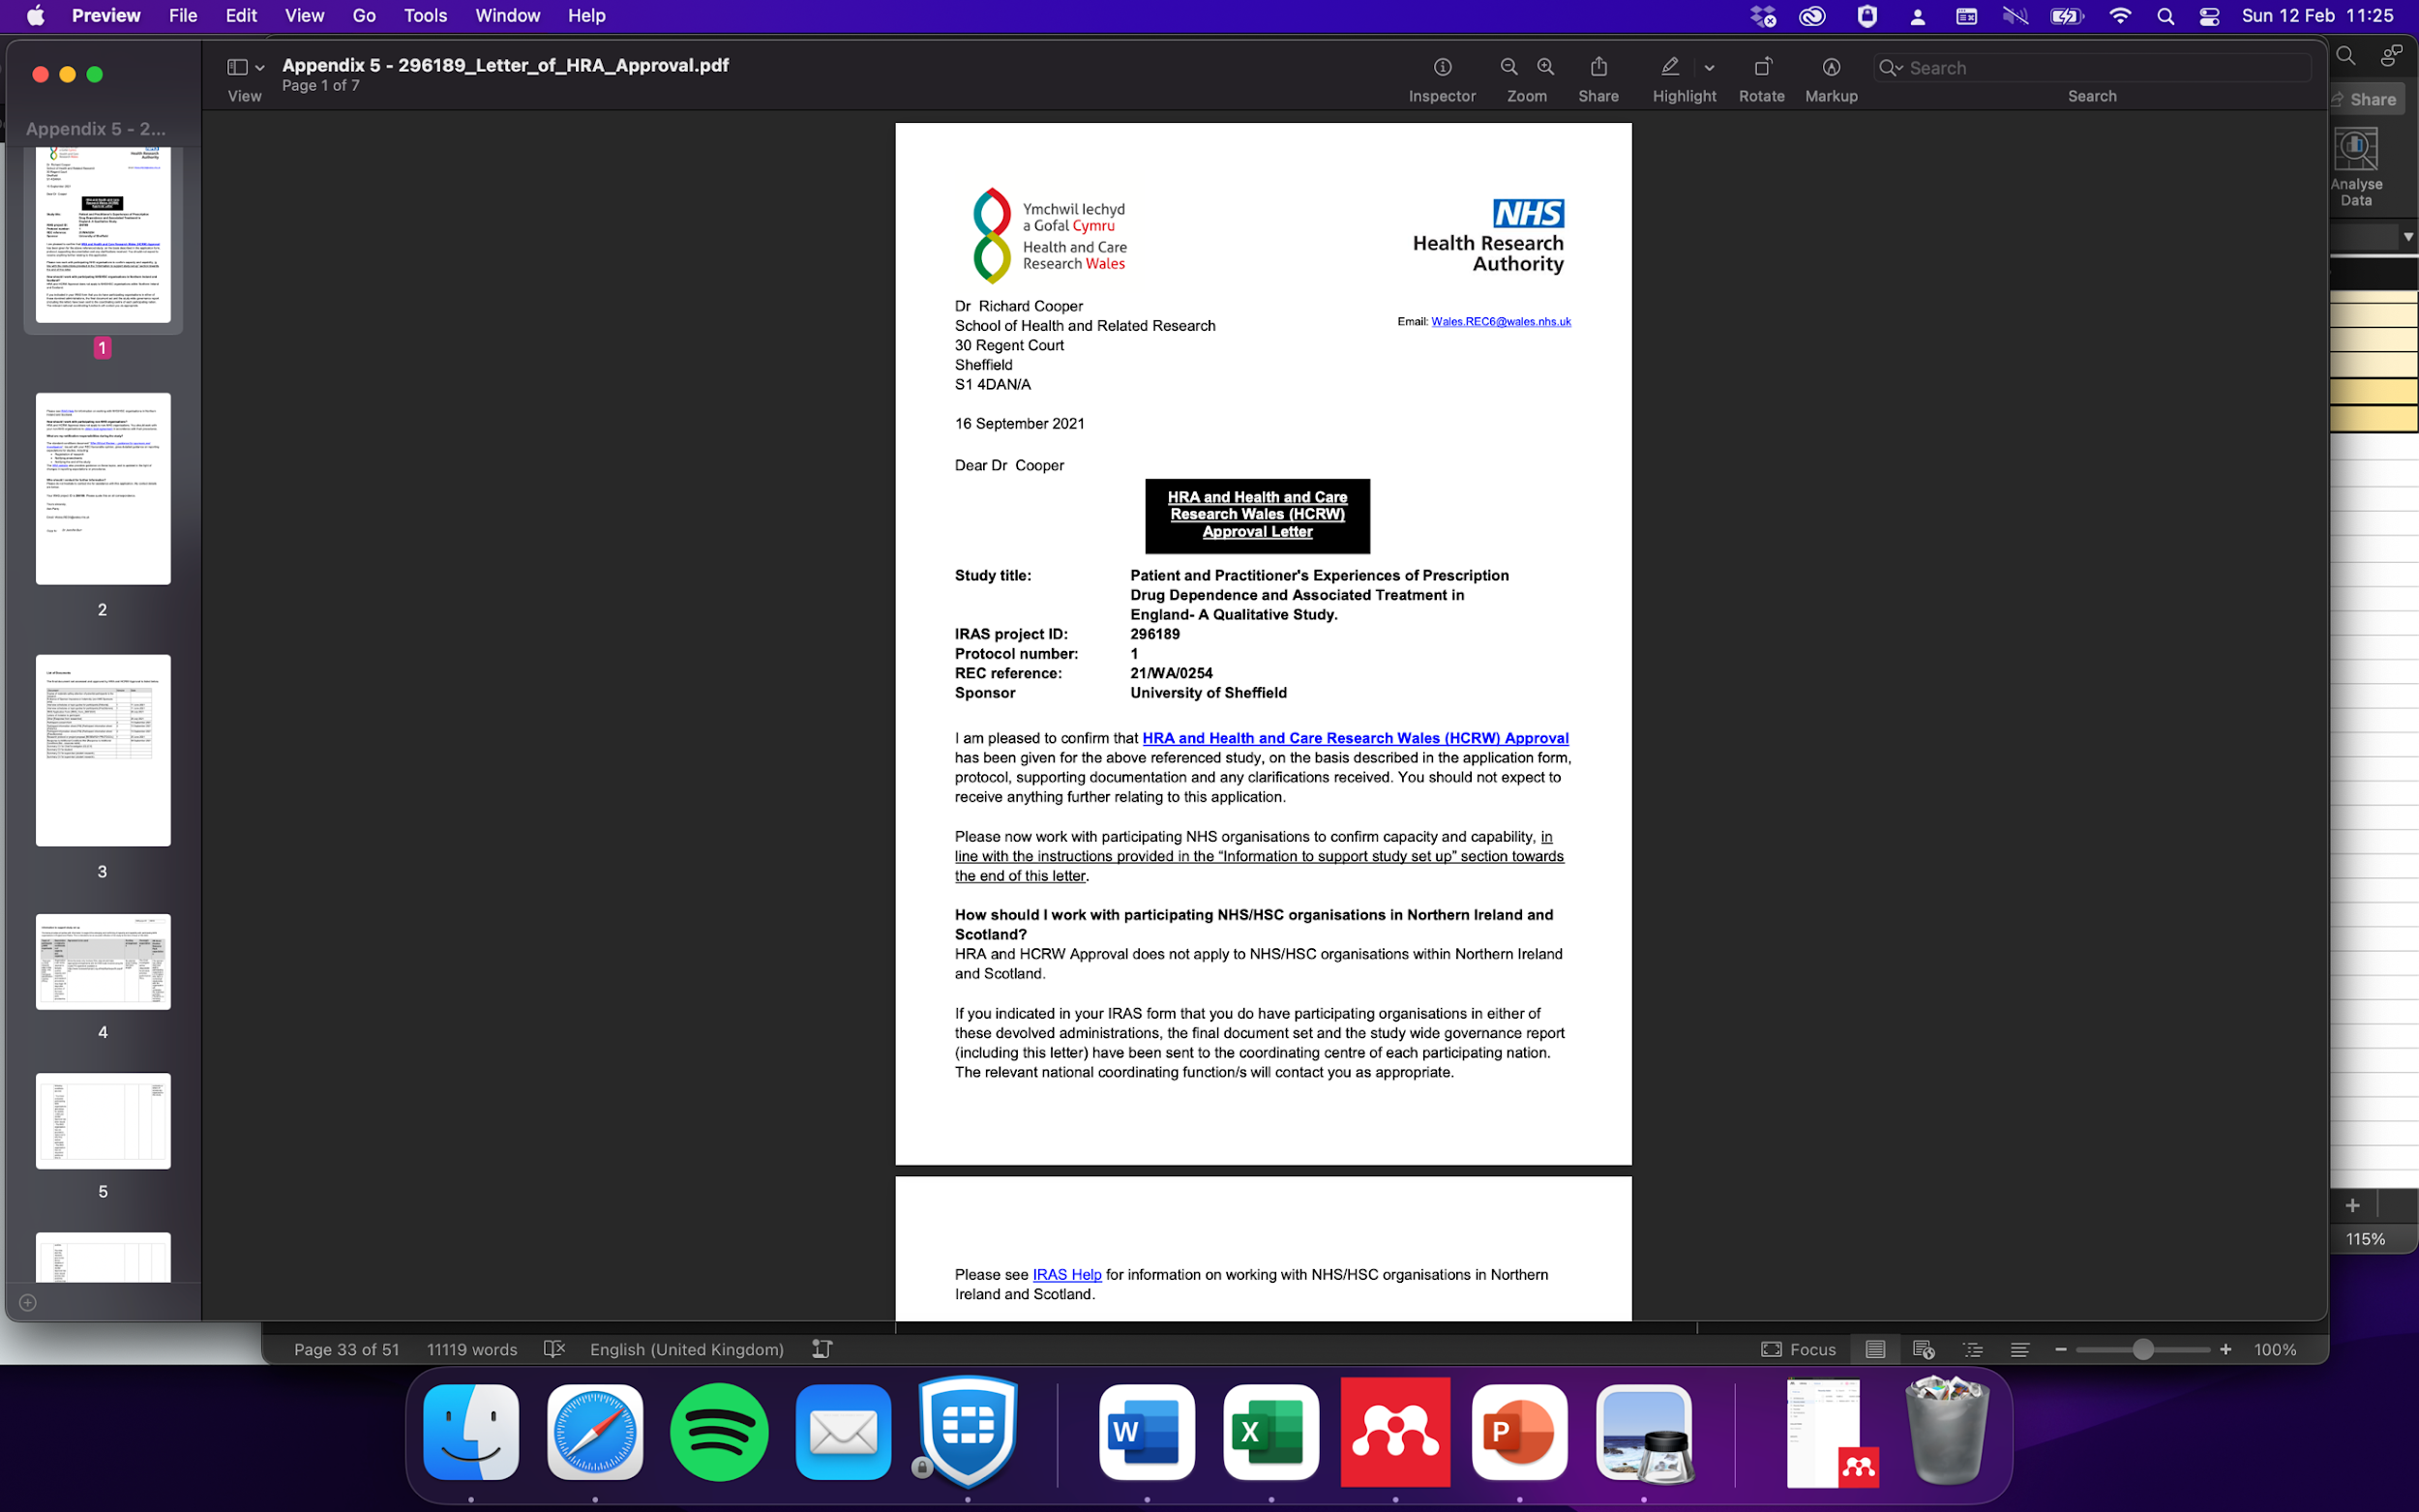 Preview File Edit View Go Tools Window Help
Sun 12 Feb 11:25
Appendix 5 - 296189_Letter_of_HRA_Approval.pdf
Page 1 of 7
View
Inspector
Zoom
Share
Highlight
Rotate
Markup
Search
Search
Share
Analyse
Data
Appendix 5 - 2...
1
2
3
4
5
Ymchwil Iechyd
a Gofal Cymru
Health and Care
Research Wales
NHS
Health Research
Authority
Dr Richard Cooper
School of Health and Related Research
30 Regent Court
Sheffield
S1 4DAN/A
Email: Wales.REC6@wales.nhs.uk
16 September 2021
Dear Dr Cooper
HRA and Health and Care
Research Wales (HCRW)
Approval Letter
Study title: Patient and Practitioner's Experiences of Prescription
Drug Dependence and Associated Treatment in
England- A Qualitative Study.
IRAS project ID: 296189
Protocol number: 1
REC reference: 21/WA/0254
Sponsor University of Sheffield
I am pleased to confirm that HRA and Health and Care Research Wales (HCRW) Approval
has been given for the above referenced study, on the basis described in the application form,
protocol, supporting documentation and any clarifications received. You should not expect to
receive anything further relating to this application.
Please now work with participating NHS organisations to confirm capacity and capability, in
line with the instructions provided in the “Information to support study set up” section towards
the end of this letter.
How should I work with participating NHS/HSC organisations in Northern Ireland and
Scotland?
HRA and HCRW Approval does not apply to NHS/HSC organisations within Northern Ireland
and Scotland.
If you indicated in your IRAS form that you do have participating organisations in either of
these devolved administrations, the final document set and the study wide governance report
(including this letter) have been sent to the coordinating centre of each participating nation.
The relevant national coordinating function/s will contact you as appropriate.
Please see IRAS Help for information on working with NHS/HSC organisations in Northern
Ireland and Scotland.
115%
Page 33 of 51 11119 words English (United Kingdom) Focus 100%
W
X
P